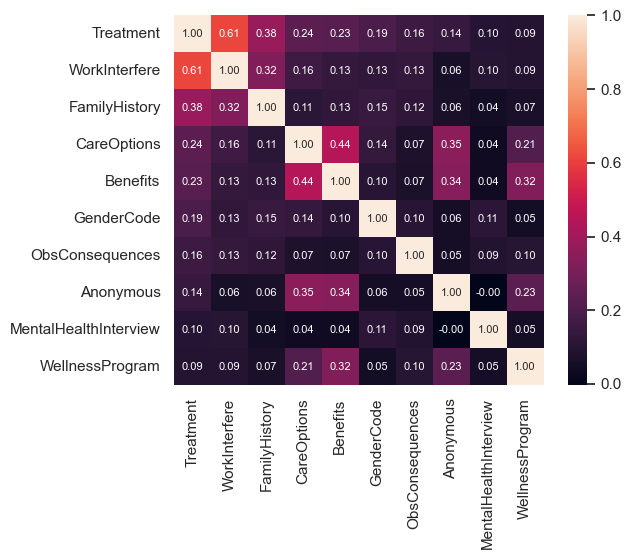 Treatment 1.00 0.61 0.38 0.24 0.23 0.19 0.16 0.14 0.10 0.09
WorkInterfere 0.61 1.00 0.32 0.16 0.13 0.13 0.13 0.06 0.10 0.09
FamilyHistory 0.38 0.32 1.00 0.11 0.13 0.15 0.12 0.06 0.04 0.07
CareOptions 0.24 0.16 0.11 1.00 0.44 0.14 0.07 0.35 0.04 0.21
Benefits 0.23 0.13 0.13 0.44 1.00 0.10 0.07 0.34 0.04 0.32
GenderCode 0.19 0.13 0.15 0.14 0.10 1.00 0.10 0.06 0.11 0.05
ObsConsequences 0.16 0.13 0.12 0.07 0.07 0.10 1.00 0.05 0.09 0.10
Anonymous 0.14 0.06 0.06 0.35 0.34 0.06 0.05 1.00 -0.00 0.23
MentalHealthInterview 0.10 0.10 0.04 0.04 0.04 0.11 0.09 -0.00 1.00 0.05
WellnessProgram 0.09 0.09 0.07 0.21 0.32 0.05 0.10 0.23 0.05 1.00
Treatment
WorkInterfere
FamilyHistory
CareOptions
Benefits
GenderCode
ObsConsequences
Anonymous
MentalHealthInterview
WellnessProgram
1.0
0.8
0.6
0.4
0.2
0.0